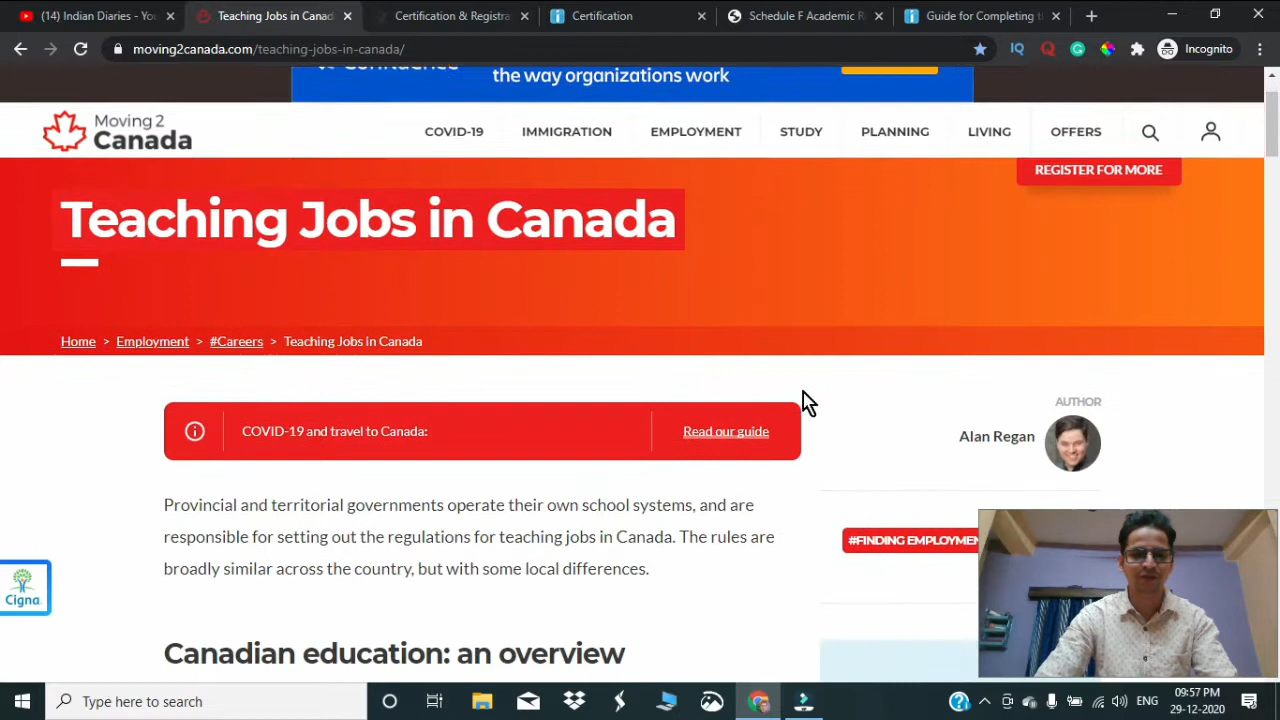 (14) Indian Diaries - Yo
Teaching Jobs in Canad
Certification & Registra
Certification
Schedule F Academic R
Guide for Completing t
moving2canada.com/teaching-jobs-in-canada/
Incognito
the way organizations work
Moving 2
Canada
COVID-19
IMMIGRATION
EMPLOYMENT
STUDY
PLANNING
LIVING
OFFERS
REGISTER FOR MORE
Teaching Jobs in Canada
Home > Employment > #Careers > Teaching Jobs in Canada
COVID-19 and travel to Canada:
Read our guide
AUTHOR
Alan Regan
Provincial and territorial governments operate their own school systems, and are
responsible for setting out the regulations for teaching jobs in Canada. The rules are
broadly similar across the country, but with some local differences.
#FINDING EMPLOYMEN
Cigna
Canadian education: an overview
Type here to search
ENG
09:57 PM
29-12-2020